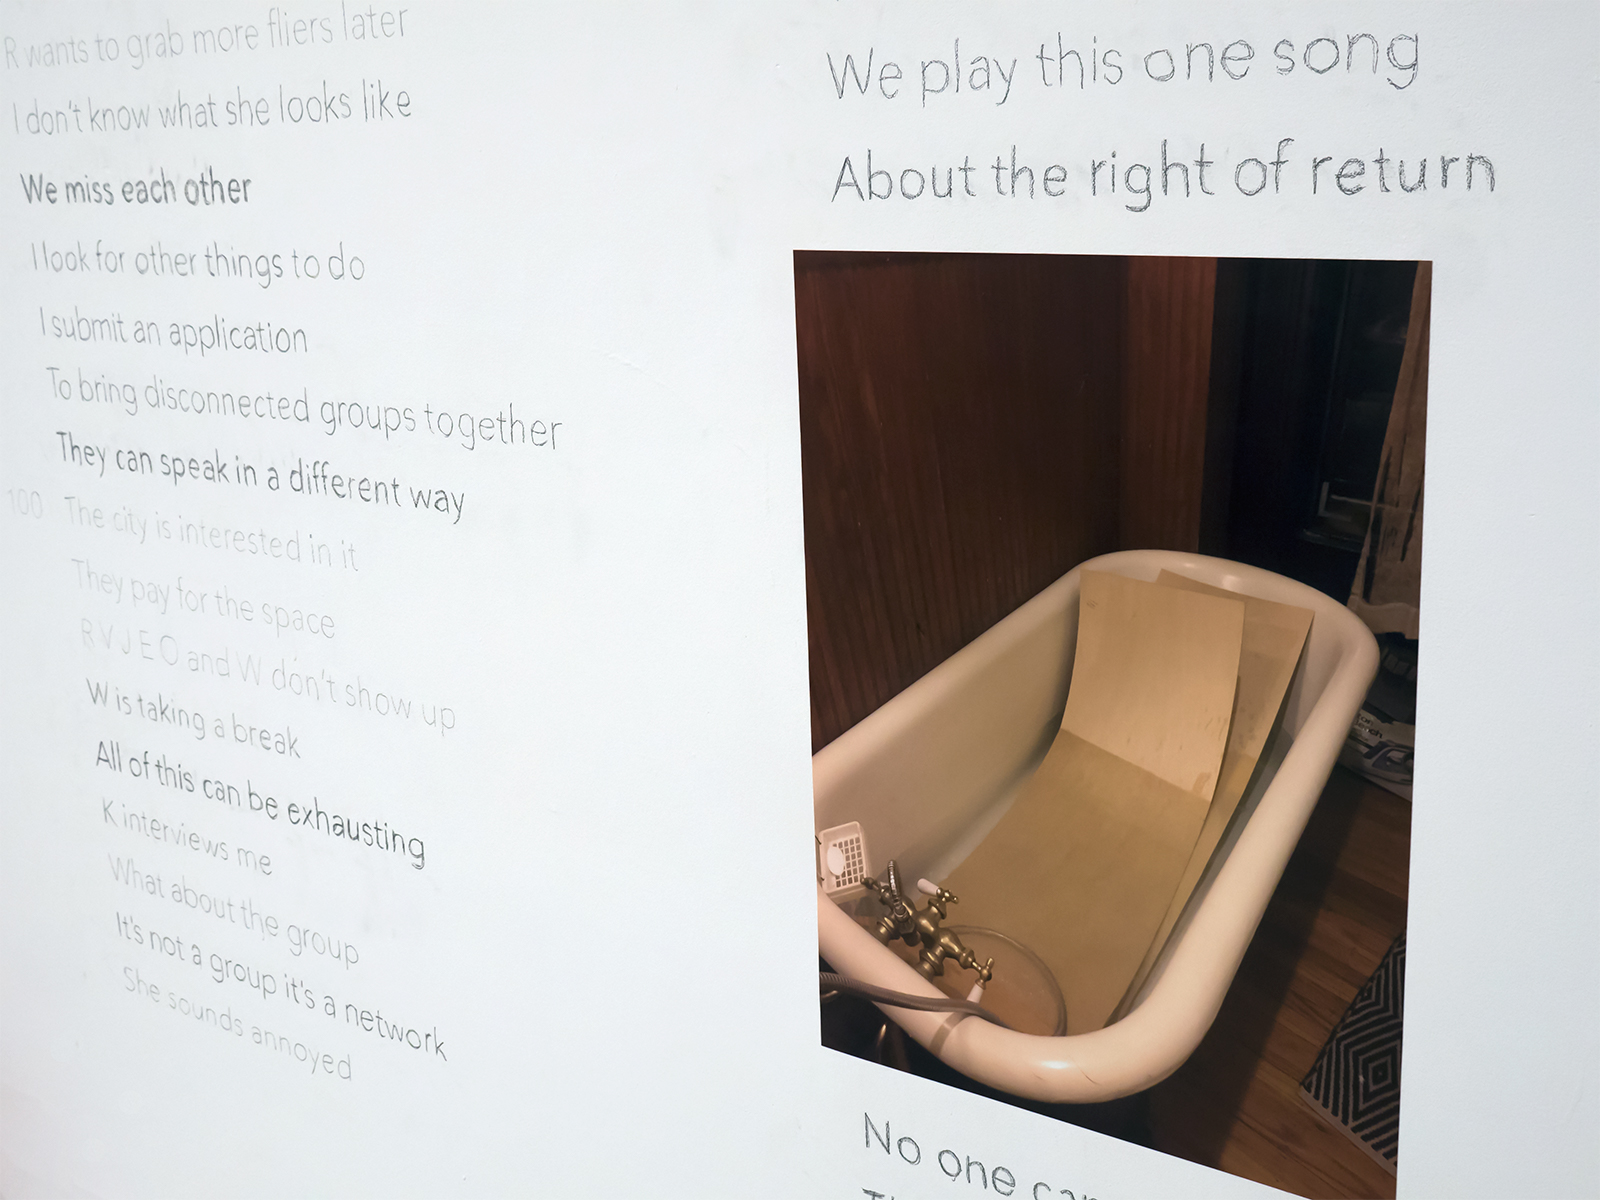 R wants to grab more fliers later
I don't know what she looks like
We miss each other
I look for other things to do
I submit an application
To bring disconnected groups together
They can speak in a different way
100 The city is interested in it
They pay for the space
R V J E O and W don't show up
W is taking a break
All of this can be exhausting
K interviews me
What about the group
It's not a group it's a network
She sounds annoyed
We play this one song
About the right of return
No one